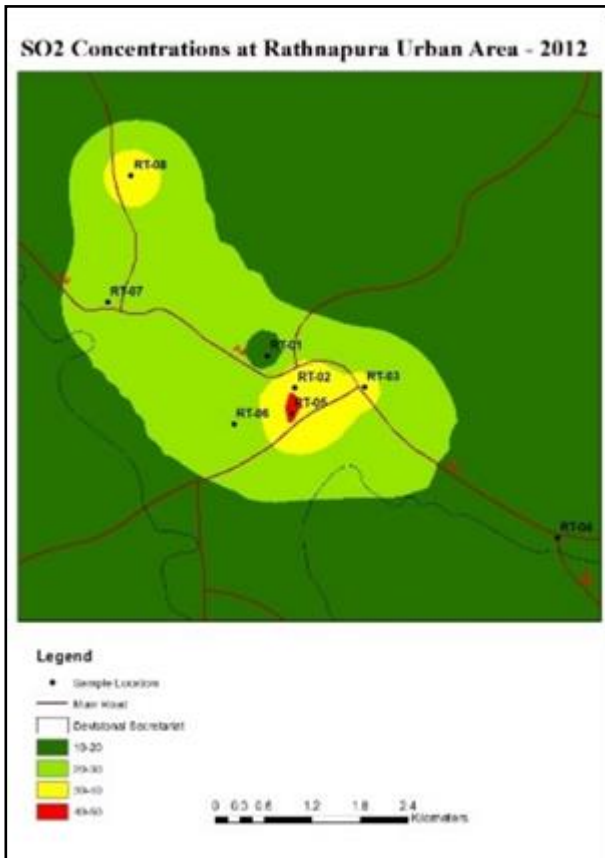 SO2 Concentrations at Rathnapura Urban Area - 2012
RT-08
RT-07
RT-01
RT-02
RT-03
RT-05
RT-06
RT-04
Legend
Sample Location
Main Road
Devisional Secretariat
10-20
20-30
30-40
40-50
0 0.3 0.6 1.2 1.8 2.4
Kilometers